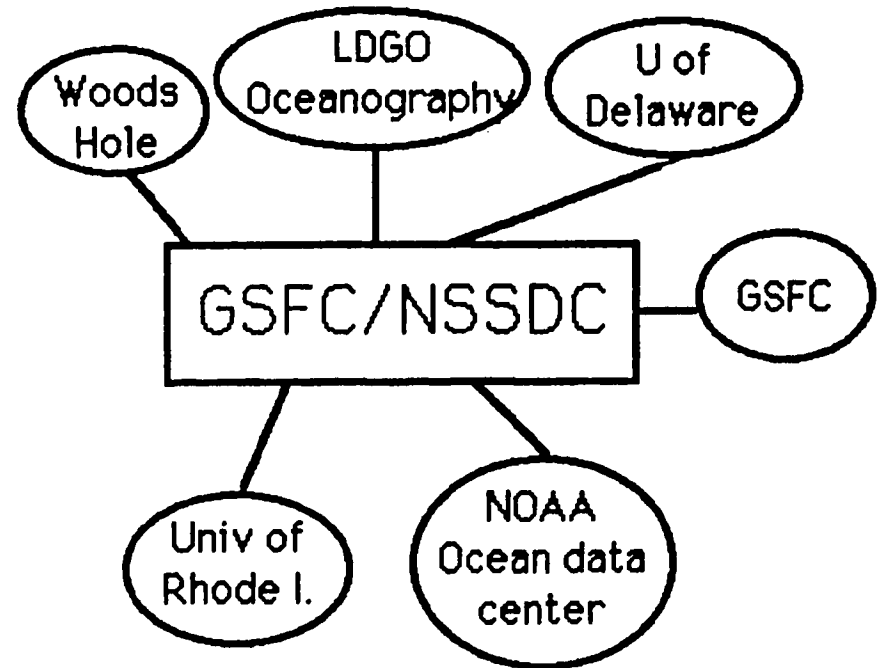 Woods
Hole
LDGO
Oceanography
U of
Delaware
GSFC/NSSDC
GSFC
Univ of
Rhode I.
NOAA
Ocean data
center